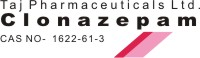 Taj Pharmaceuticals Ltd.
Clonazepam
CAS NO- 1622-61-3